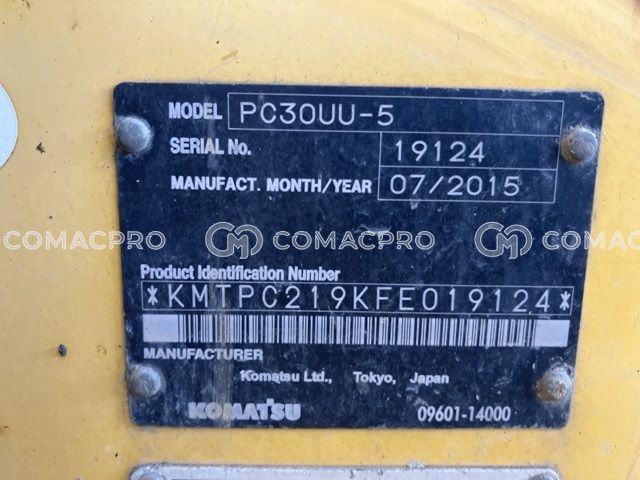 MODEL PC30UU-5
SERIAL No. 19124
MANUFACT. MONTH/YEAR 07/2015
COMACPRO COMACPRO COMACPRO
Product Identification Number
*KMTPC219KFE019124*
MANUFACTURER
Komatsu Ltd., Tokyo, Japan
KOMATSU 09601-14000